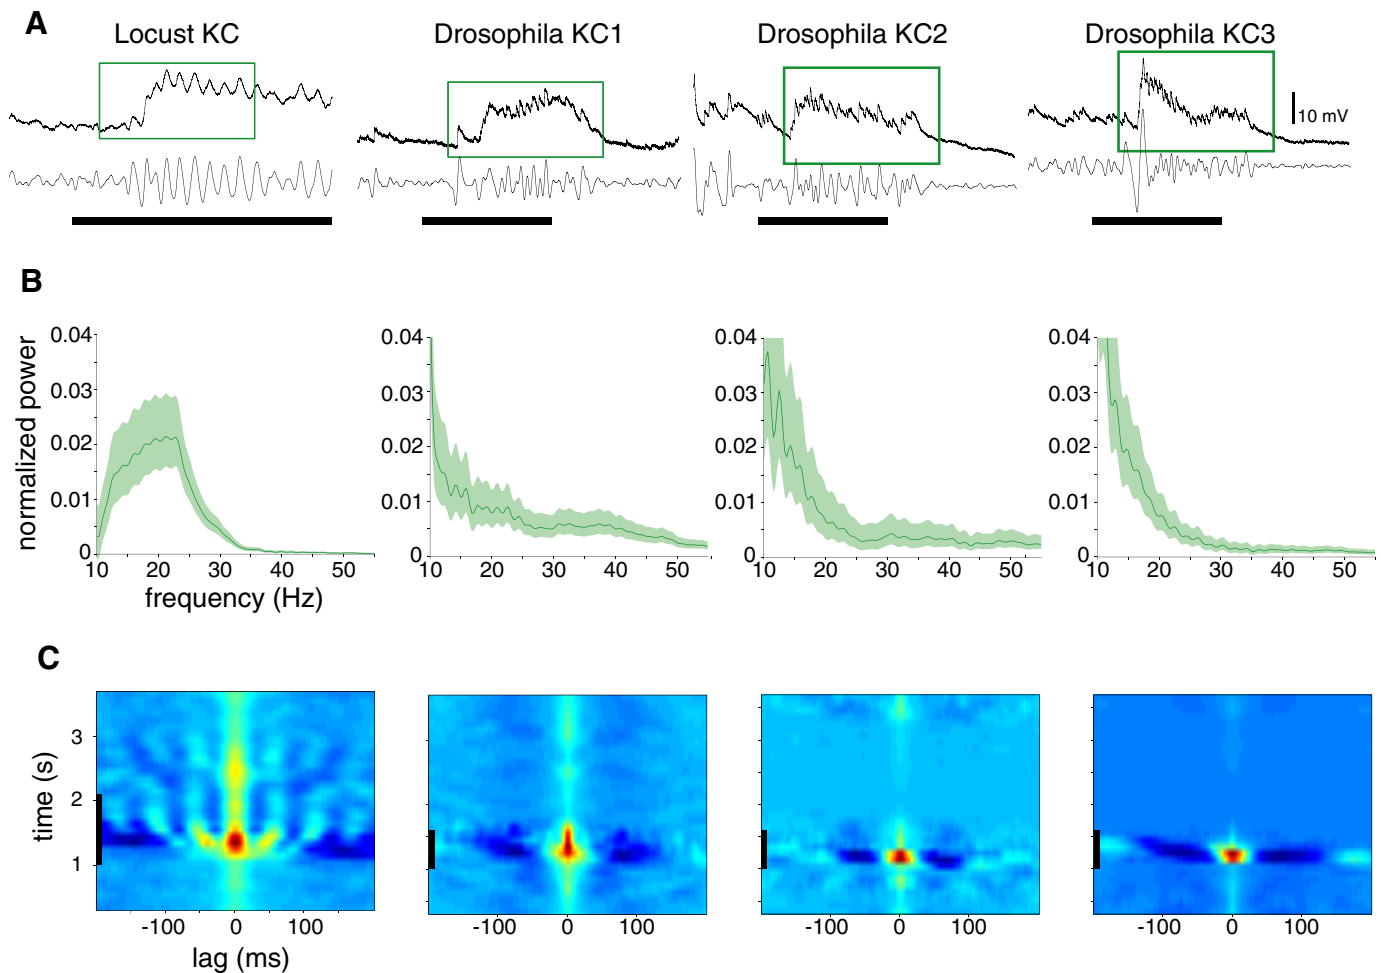 A
Locust KC
Drosophila KC1
Drosophila KC2
Drosophila KC3
10 mV
B
normalized power
0.04
0.03
0.02
0.01
0
10 20 30 40 50
frequency (Hz)
0.04
0.03
0.02
0.01
0
10 20 30 40 50
0.04
0.03
0.02
0.01
0
10 20 30 40 50
0.04
0.03
0.02
0.01
0
10 20 30 40 50
C
time (s)
3
2
1
-100 0 100
lag (ms)
-100 0 100
-100 0 100
-100 0 100